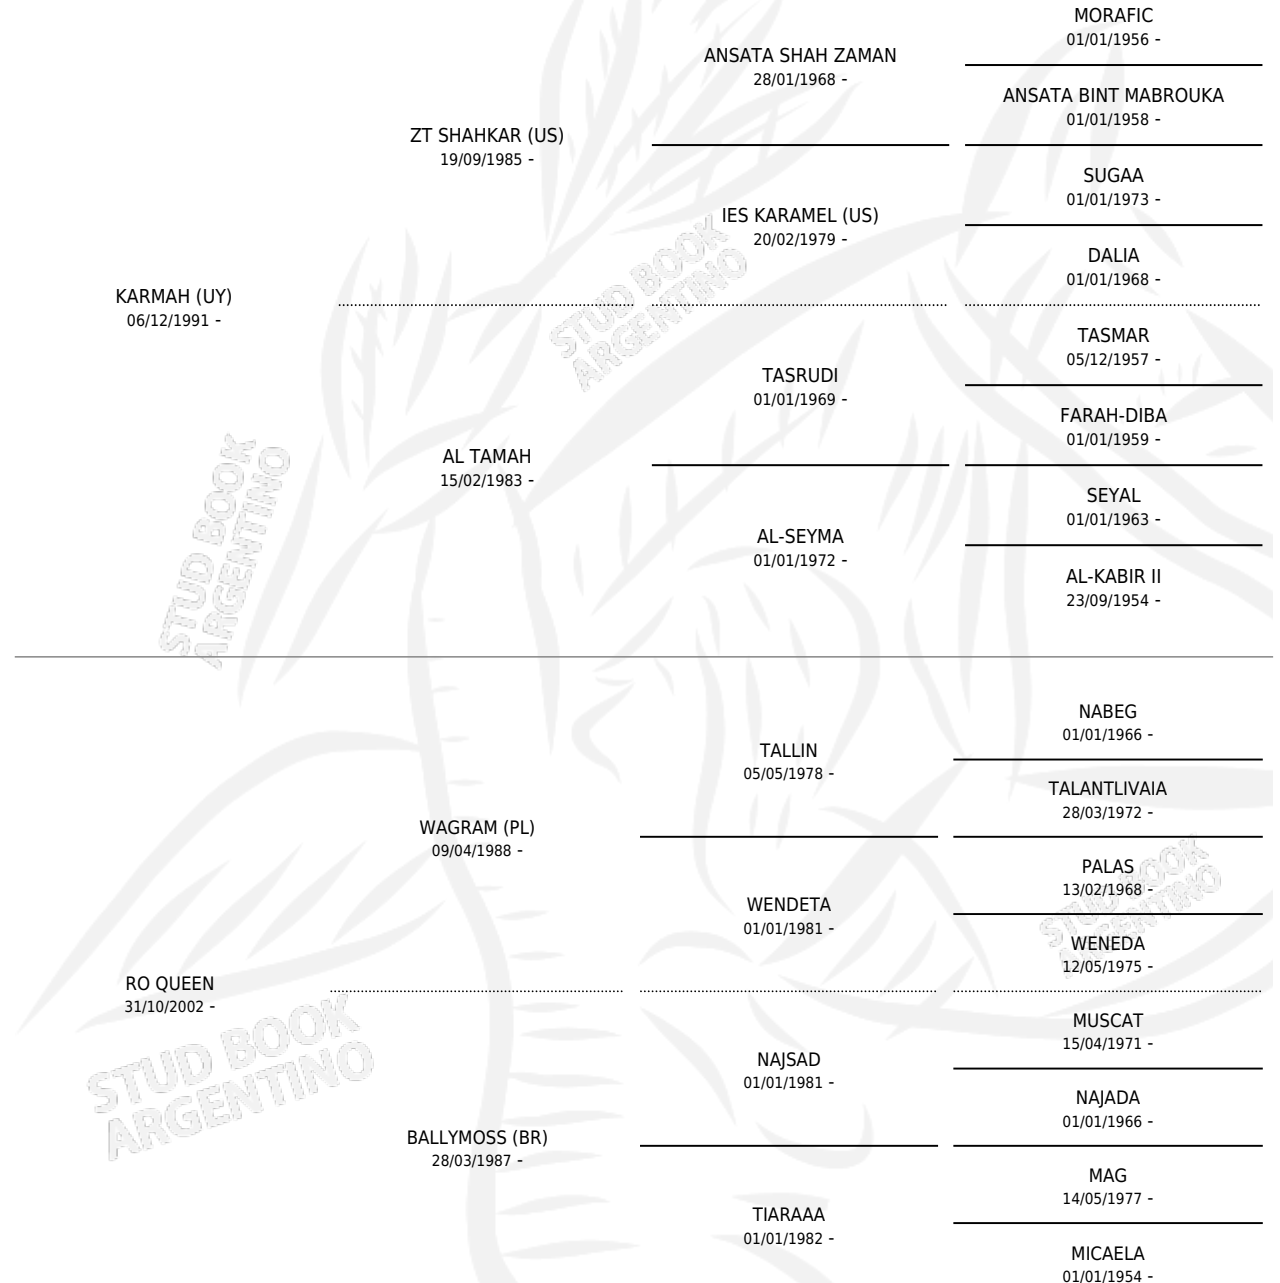 MORAFIC
01/01/1956 -
ANSATA SHAH ZAMAN
28/01/1968 -
ANSATA BINT MABROUKA
01/01/1958 -
ZT SHAHKAR (US)
19/09/1985 -
SUGAA
01/01/1973 -
IES KARAMEL (US)
20/02/1979 -
DALIA
01/01/1968 -
KARMAH (UY)
06/12/1991 -
TASMAR
05/12/1957 -
TASRUDI
01/01/1969 -
FARAH-DIBA
01/01/1959 -
AL TAMAH
15/02/1983 -
SEYAL
01/01/1963 -
AL-SEYMA
01/01/1972 -
AL-KABIR II
23/09/1954 -
NABEG
01/01/1966 -
TALLIN
05/05/1978 -
TALANTLIVAIA
28/03/1972 -
WAGRAM (PL)
09/04/1988 -
PALAS
13/02/1968 -
WENDETA
01/01/1981 -
WENEDA
12/05/1975 -
RO QUEEN
31/10/2002 -
MUSCAT
15/04/1971 -
NAJSAD
01/01/1981 -
NAJADA
01/01/1966 -
BALLYMOSS (BR)
28/03/1987 -
MAG
14/05/1977 -
TIARAAA
01/01/1982 -
MICAELA
01/01/1954 -
STUD BOOK
ARGENTINO
STUD BOOK
ARGENTINO
STUD BOOK
ARGENTINO
STUD BOOK
ARGENTINO